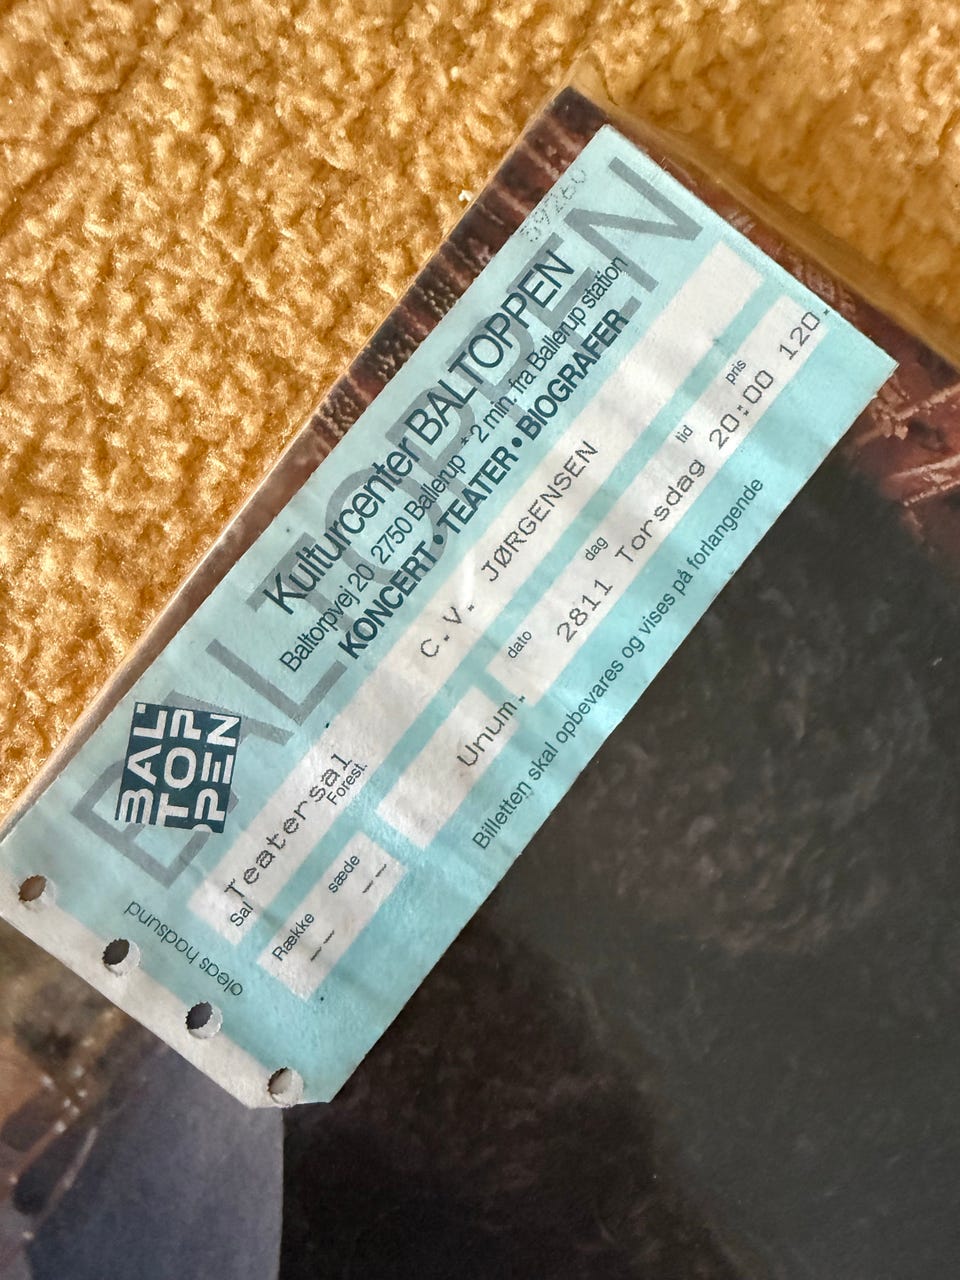 59260
BALTOPPEN
Kulturcenter BALTOPPEN
Baltorpvej 20 2750 Ballerup * 2 min. fra Ballerup station
KONCERT • TEATER • BIOGRAFER
BAL
TOP
PEN
Teatersal C.V. JØRGENSEN
Sal Forest.
Række sæde
-- --
Unum.
dato dag tid pris
2811 Torsdag 20:00 120.
Billetten skal opbevares og vises på forlangende
oleas hadsund